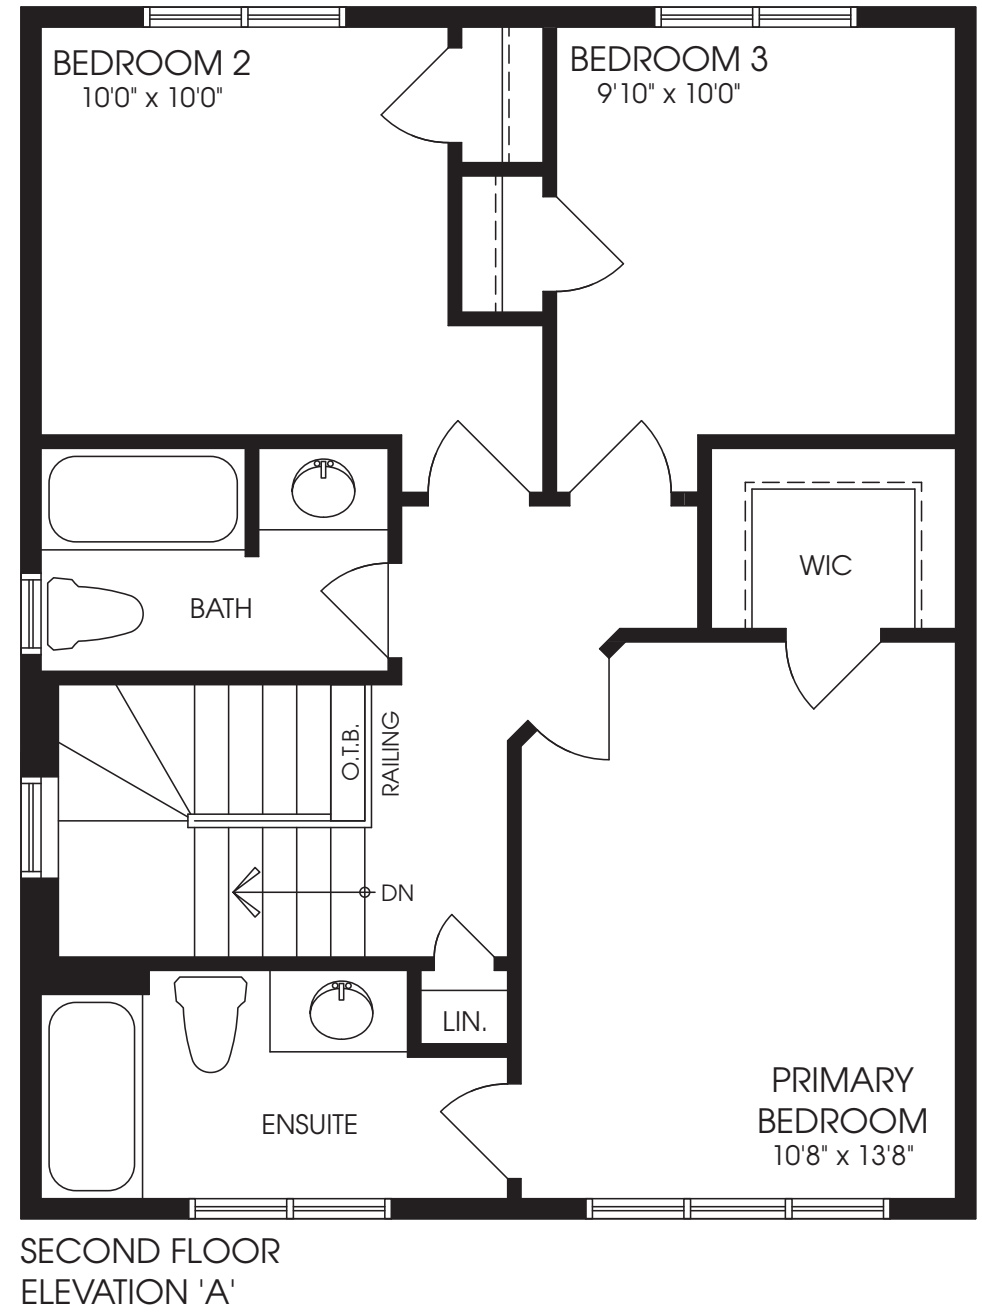 BEDROOM 2
10'0" x 10'0"
BEDROOM 3
9'10" x 10'0"
WIC
BATH
O.T.B.
RAILING
DN
LIN.
ENSUITE
PRIMARY
BEDROOM
10'8" x 13'8"
SECOND FLOOR
ELEVATION 'A'